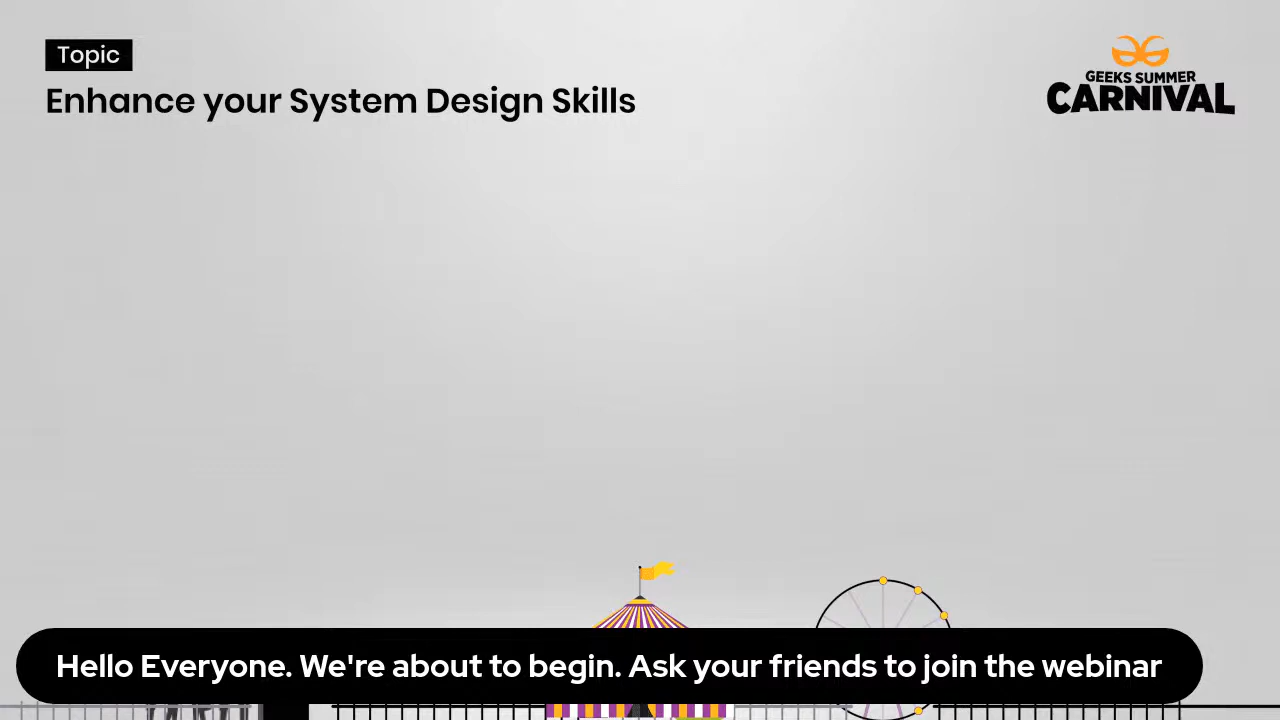 Topic
Enhance your System Design Skills
GEEKS SUMMER
CARNIVAL
Hello Everyone. We're about to begin. Ask your friends to join the webinar